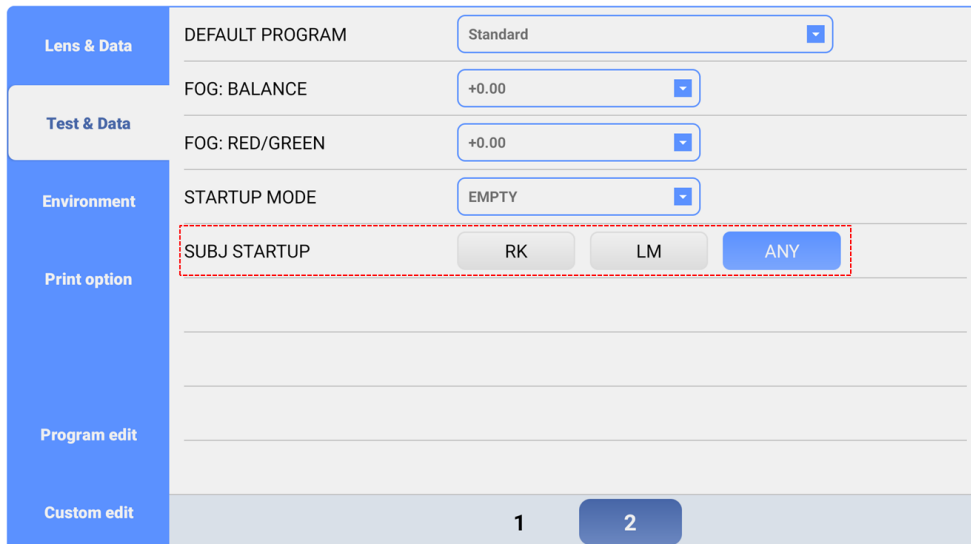 Lens & Data
Test & Data
Environment
Print option
Program edit
Custom edit
DEFAULT PROGRAM Standard
FOG: BALANCE +0.00
FOG: RED/GREEN +0.00
STARTUP MODE EMPTY
SUBJ STARTUP RK LM ANY
1 2